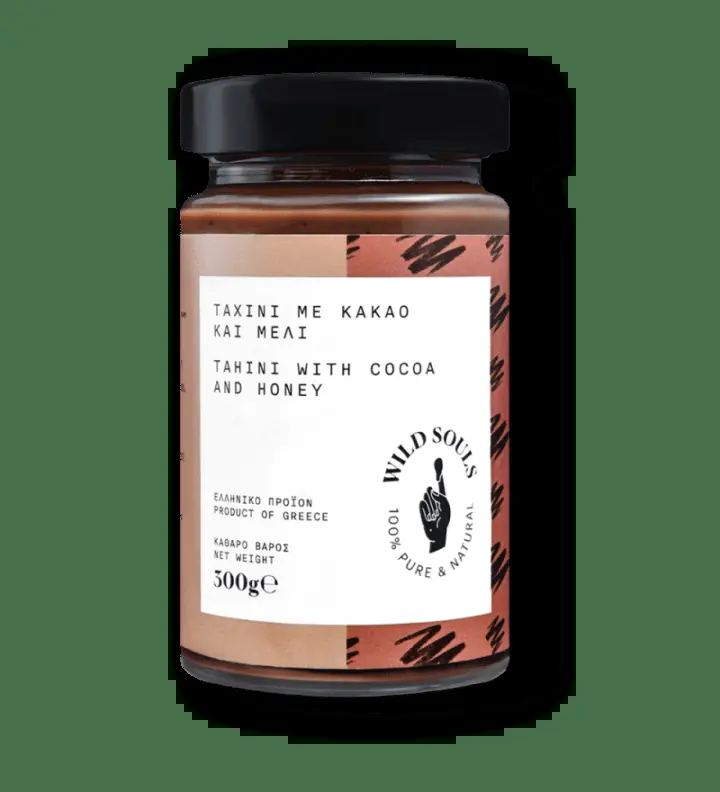 ΤΑΧΙΝΙ ΜΕ ΚΑΚΑΟ
ΚΑΙ ΜΕΛΙ
TAHINI WITH COCOA
AND HONEY
WILD SOULS
100% PURE & NATURAL
ΕΛΛΗΝΙΚΟ ΠΡΟΪΟΝ
PRODUCT OF GREECE
ΚΑΘΑΡΟ ΒΑΡΟΣ
NET WEIGHT
300g℮